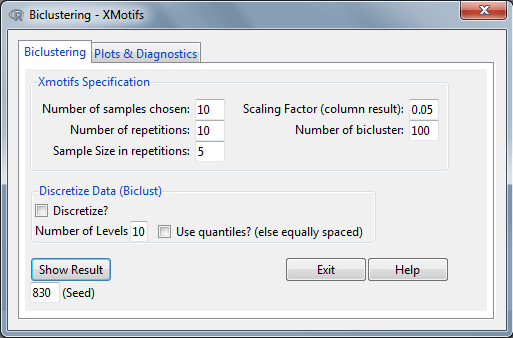 Biclustering - XMotifs
Biclustering Plots & Diagnostics
Xmotifs Specification
Number of samples chosen: 10 Scaling Factor (column result): 0.05
Number of repetitions: 10 Number of bicluster: 100
Sample Size in repetitions: 5
Discretize Data (Biclust)
Discretize?
Number of Levels 10 Use quantiles? (else equally spaced)
Show Result Exit Help
830 (Seed)